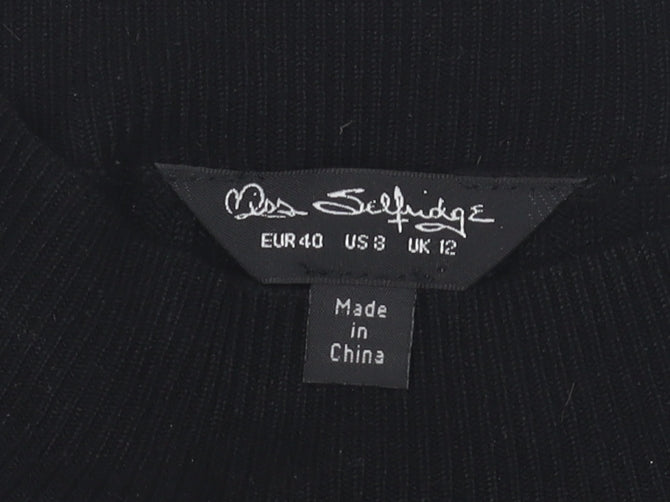 Miss Selfridge
EUR 40 US 8 UK 12
Made
in
China